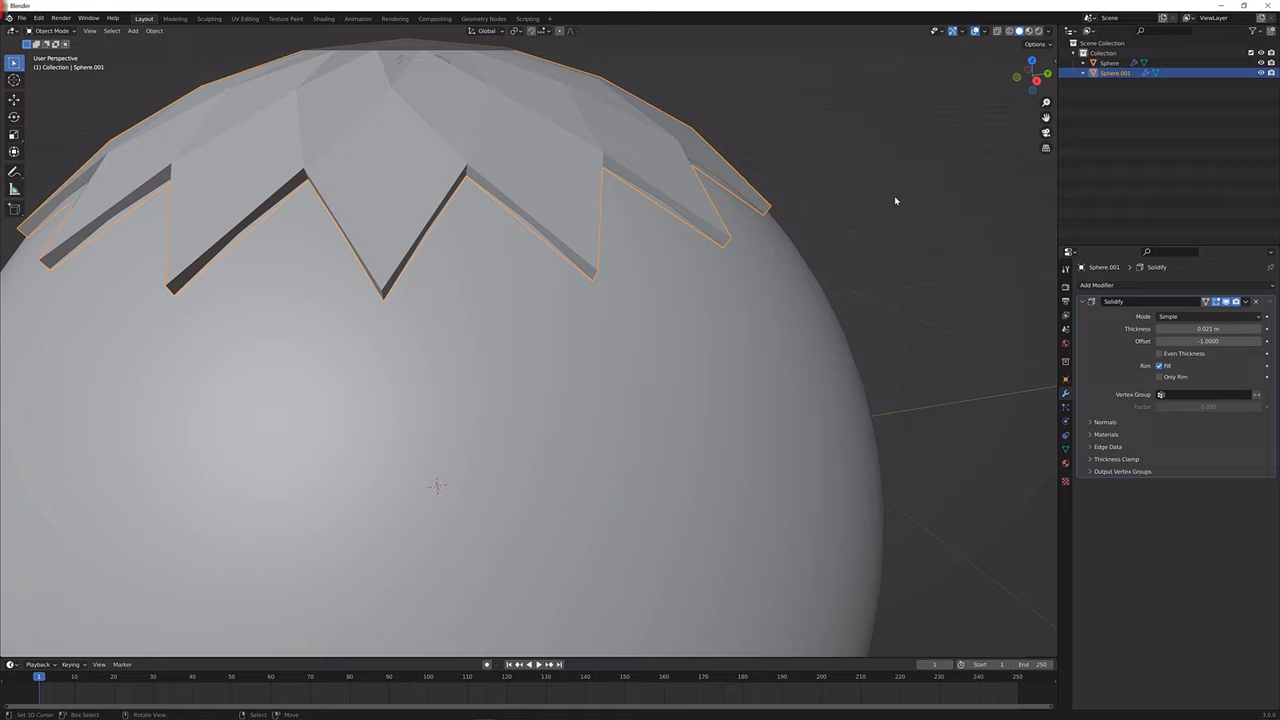 Blender
File Edit Render Window Help Layout Modeling Sculpting UV Editing Texture Paint Shading Animation Rendering Compositing Geometry Nodes Scripting + Scene ViewLayer
Object Mode View Select Add Object Global
Options
User Perspective
(1) Collection | Sphere.001
Z
Y
X
Scene Collection
Collection
Sphere
Sphere.001
Sphere.001 > Solidify
Add Modifier
Solidify
Mode Simple
Thickness 0.021 m
Offset -1.0000
Even Thickness
Rim Fill
Only Rim
Vertex Group
Factor 0.000
Normals
Materials
Edge Data
Thickness Clamp
Output Vertex Groups
Playback Keying View Marker 1 Start 1 End 250
1 10 20 30 40 50 60 70 80 90 100 110 120 130 140 150 160 170 180 190 200 210 220 230 240 250
Set 3D Cursor Box Select Rotate View Select Move 3.0.0